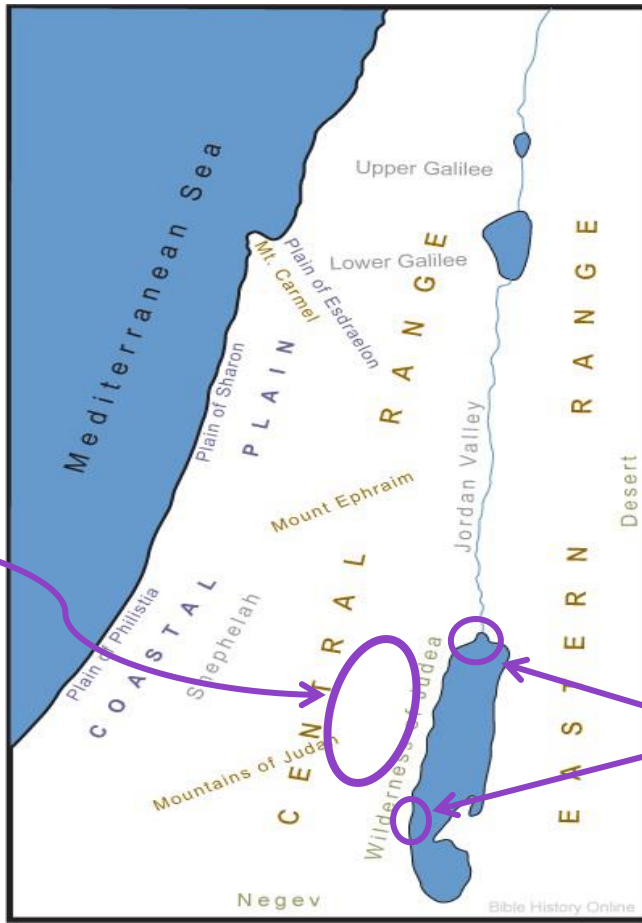 Upper Galilee
Mediterranean Sea
Lower Galilee
Mt. Carmel
Plain of Esdraelon
Plain of Sharon
COASTAL PLAIN
CENTRAL RANGE
EASTERN RANGE
Jordan Valley
Desert
Mount Ephraim
Plain of Philistia
Shephelah
Wilderness of Judea
Mountains of Judah
Negev
Bible History Online